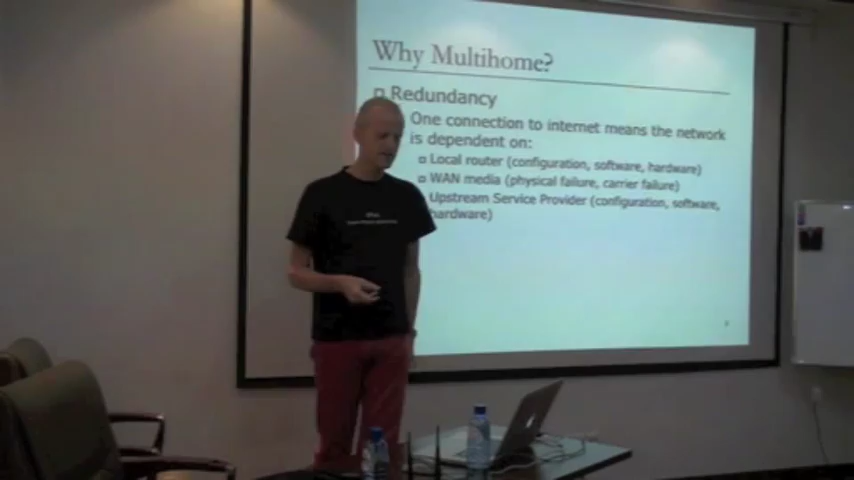 Why Multihome?
Redundancy
One connection to internet means the network
is dependent on:
Local router (configuration, software, hardware)
WAN media (physical failure, carrier failure)
Upstream Service Provider (configuration, software,
hardware)